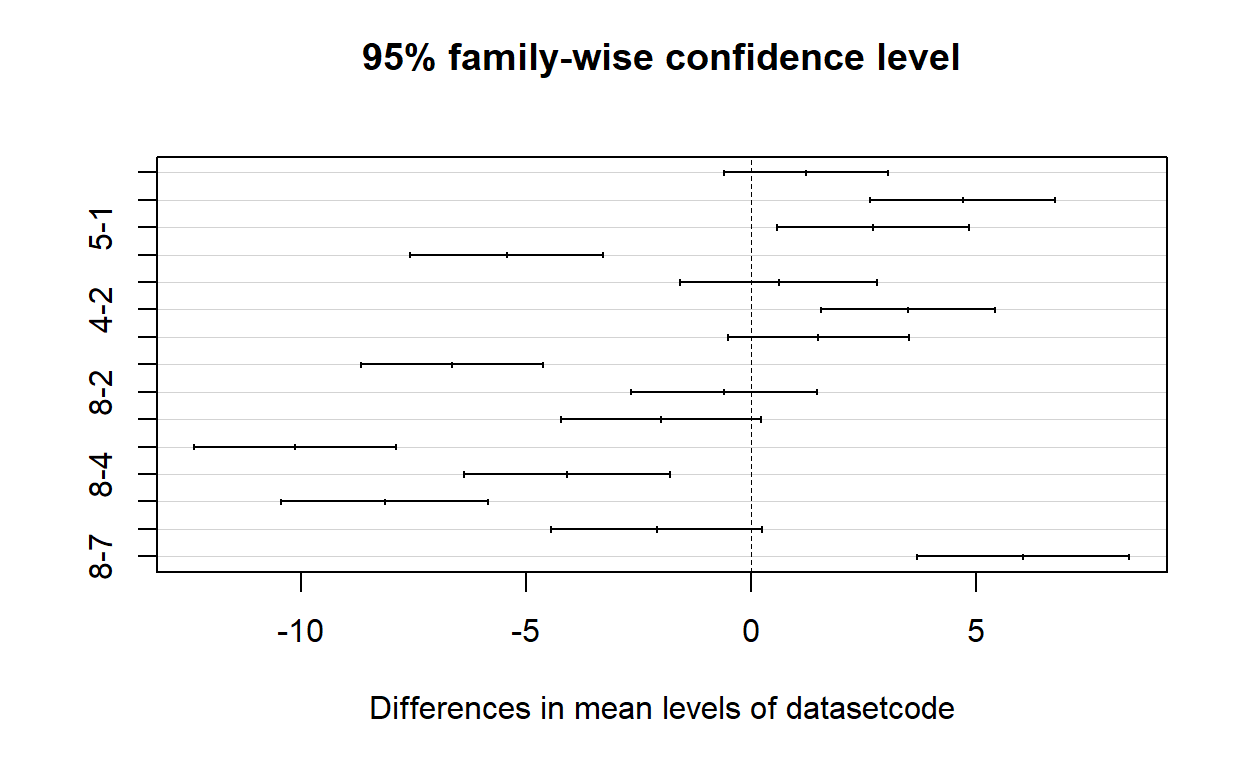 95% family-wise confidence level
5-1
4-2
8-2
8-4
8-7
-10 -5 0 5
Differences in mean levels of datasetcode